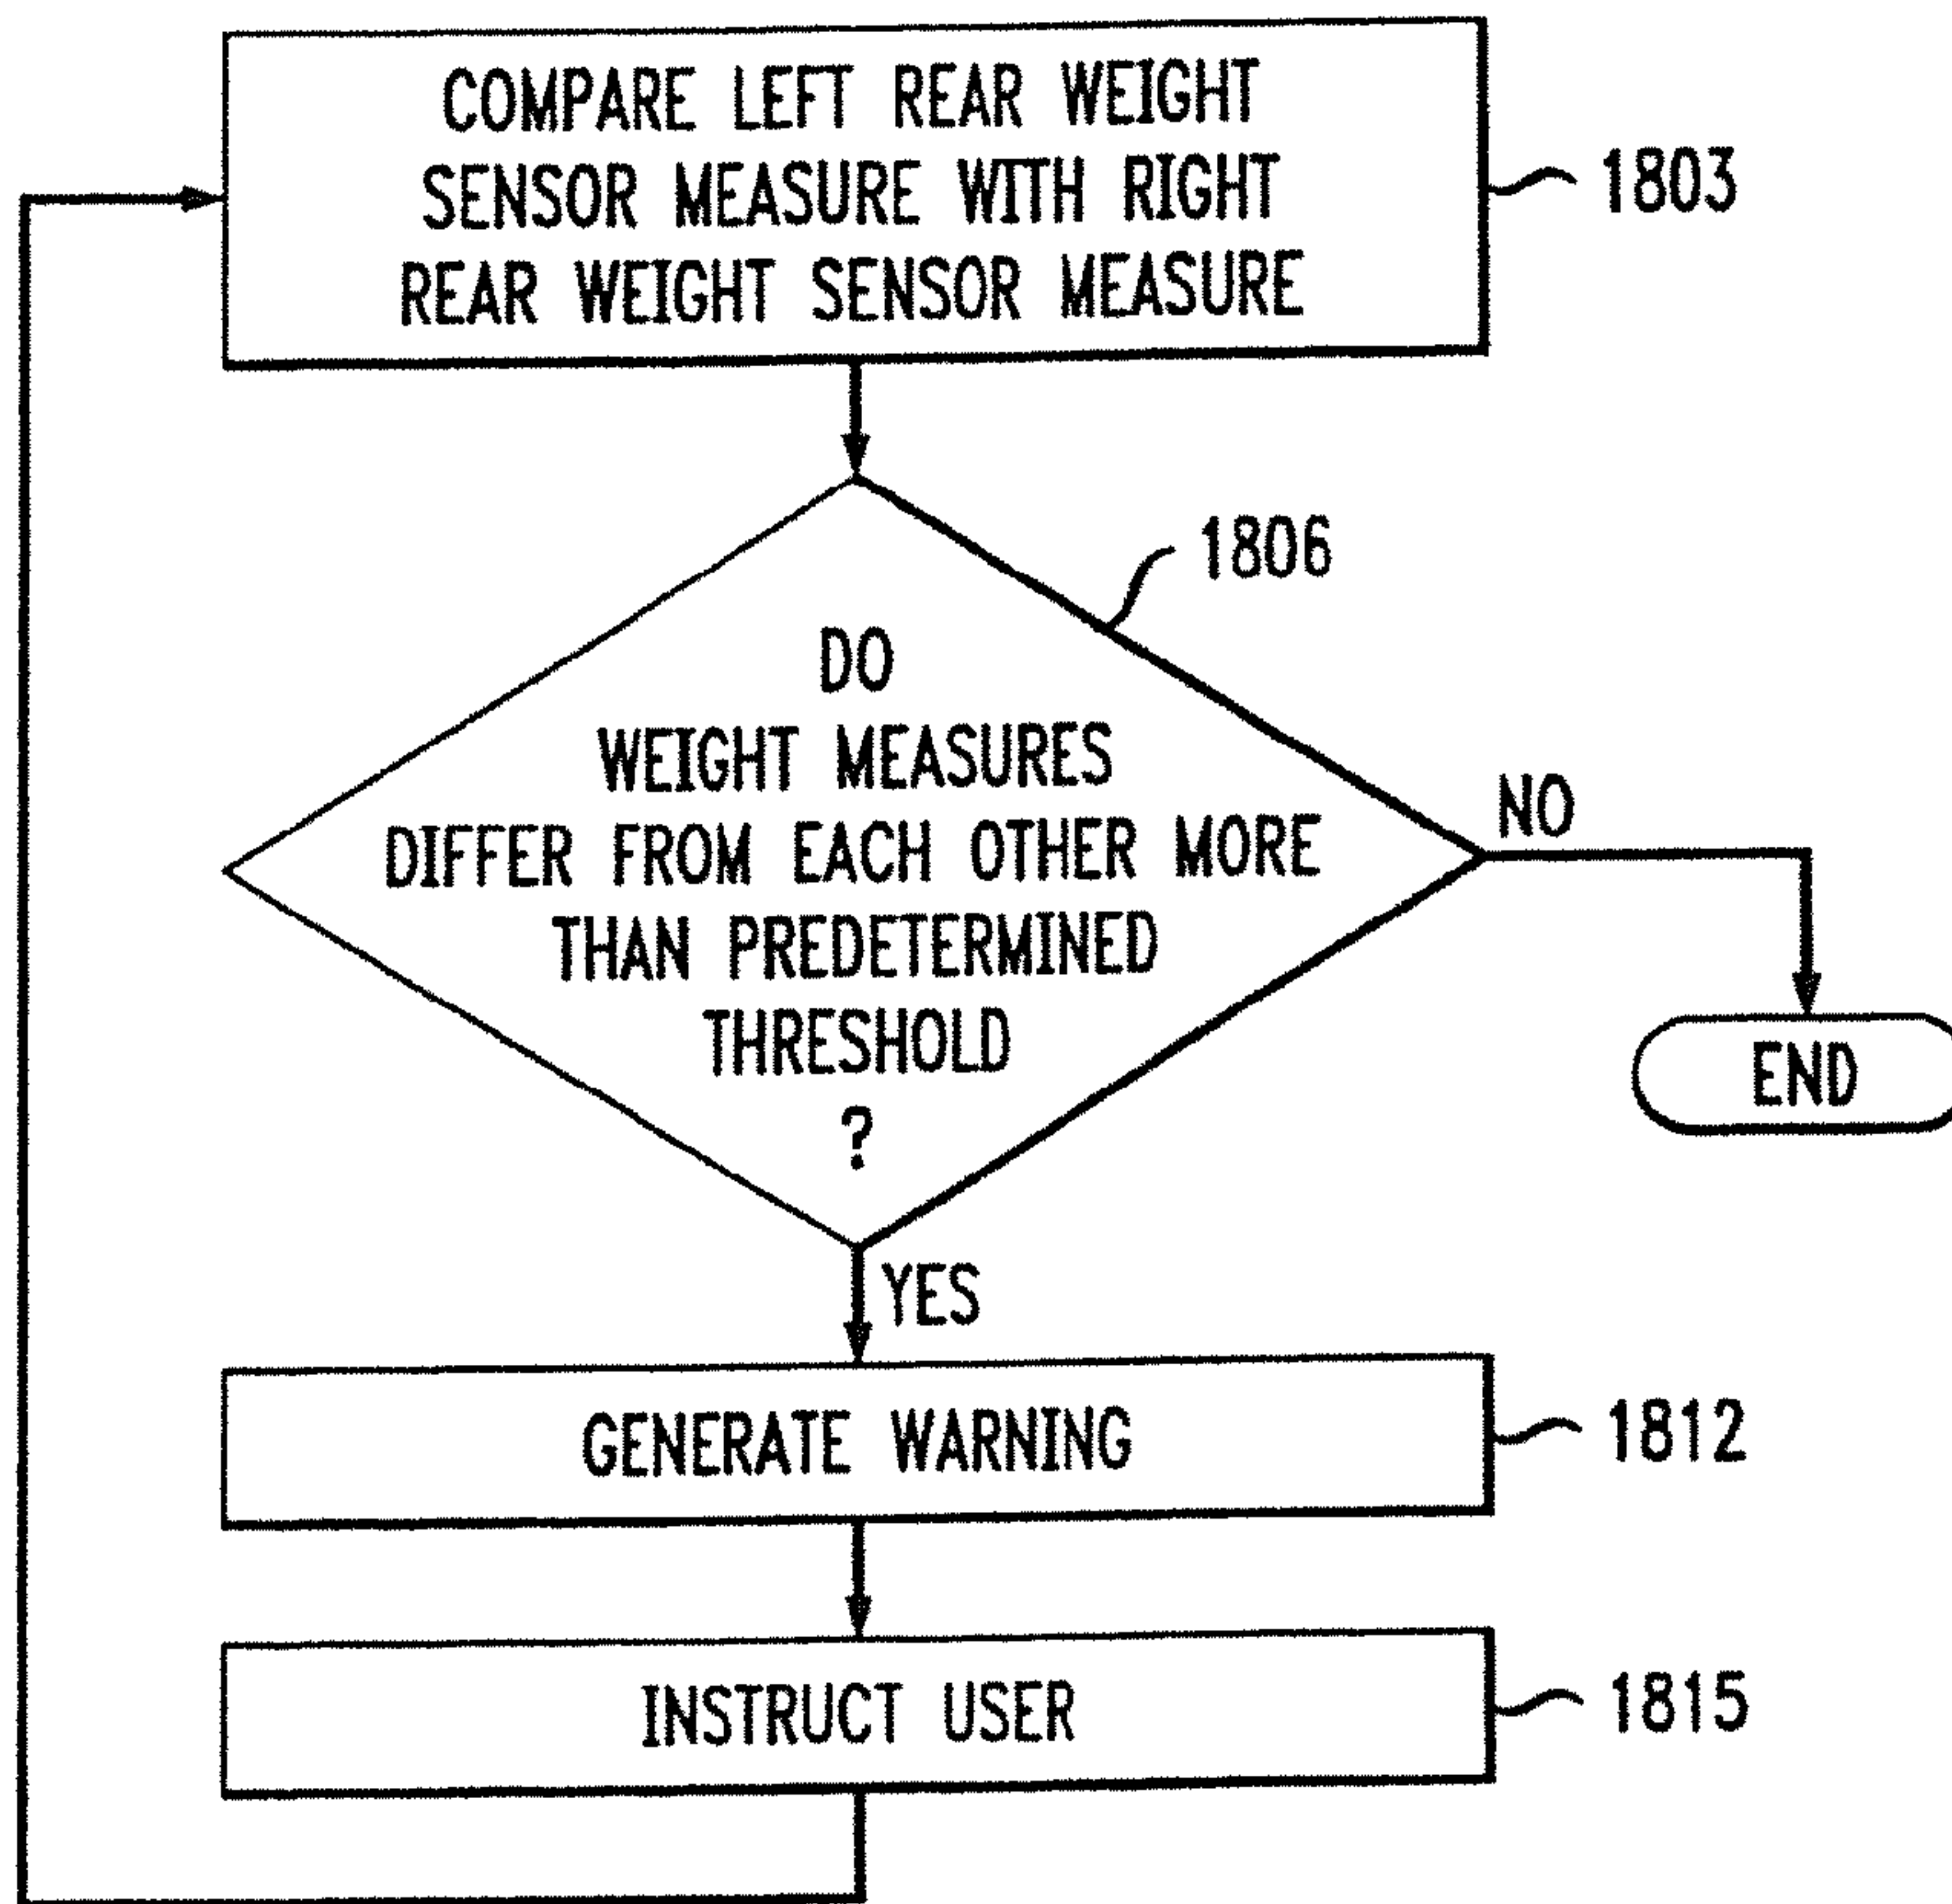 COMPARE LEFT REAR WEIGHT
SENSOR MEASURE WITH RIGHT
REAR WEIGHT SENSOR MEASURE
1803
1806
DO
WEIGHT MEASURES
DIFFER FROM EACH OTHER MORE
THAN PREDETERMINED
THRESHOLD
?
NO
END
YES
GENERATE WARNING
1812
INSTRUCT USER
1815